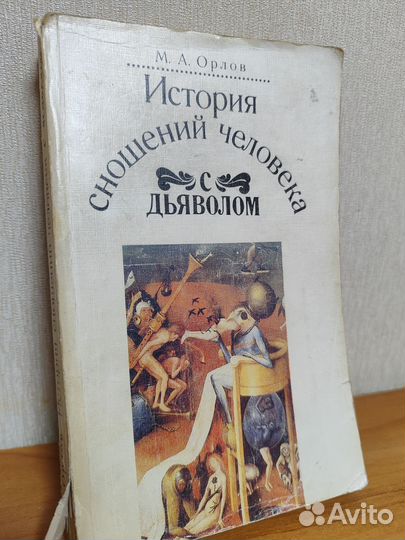 М. А. Орлов
История
сношений человека
с
дьяволом
Avito